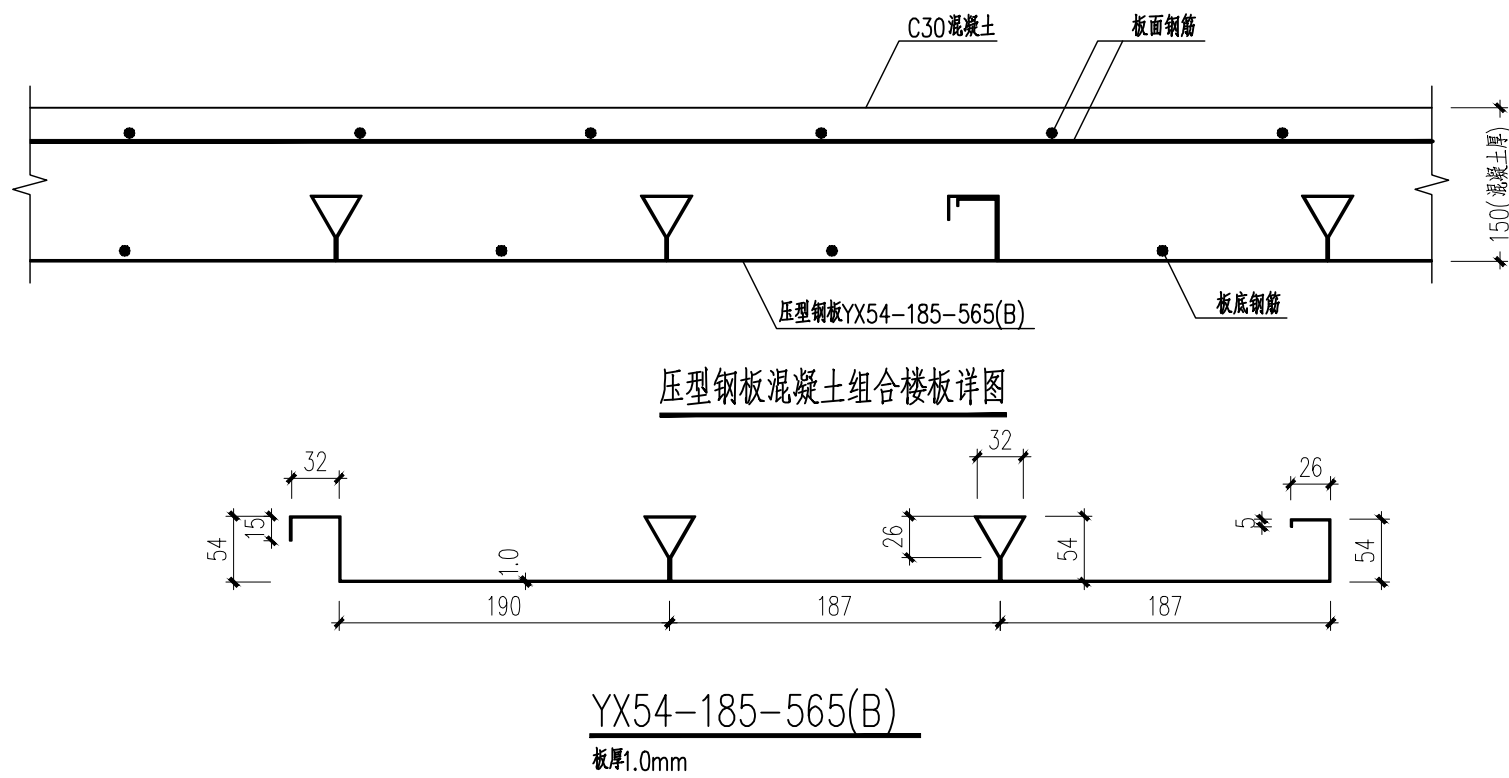 C30混凝土
板面钢筋
150(混凝土厚)
压型钢板YX54-185-565(B)
板底钢筋
压型钢板混凝土组合楼板详图
32
32
26
54
15
1.0
26
54
5
54
190
187
187
YX54-185-565(B)
板厚1.0mm